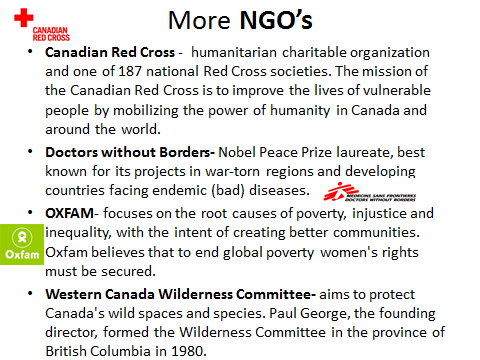 CANADIAN
RED CROSS
More NGO’s
• Canadian Red Cross - humanitarian charitable organization
and one of 187 national Red Cross societies. The mission of
the Canadian Red Cross is to improve the lives of vulnerable
people by mobilizing the power of humanity in Canada and
around the world.
• Doctors without Borders- Nobel Peace Prize laureate, best
known for its projects in war-torn regions and developing
countries facing endemic (bad) diseases.
MEDECINS SANS FRONTIERES
DOCTORS WITHOUT BORDERS
• OXFAM- focuses on the root causes of poverty, injustice and
inequality, with the intent of creating better communities.
Oxfam believes that to end global poverty women's rights
must be secured.
Oxfam
• Western Canada Wilderness Committee- aims to protect
Canada's wild spaces and species. Paul George, the founding
director, formed the Wilderness Committee in the province of
British Columbia in 1980.